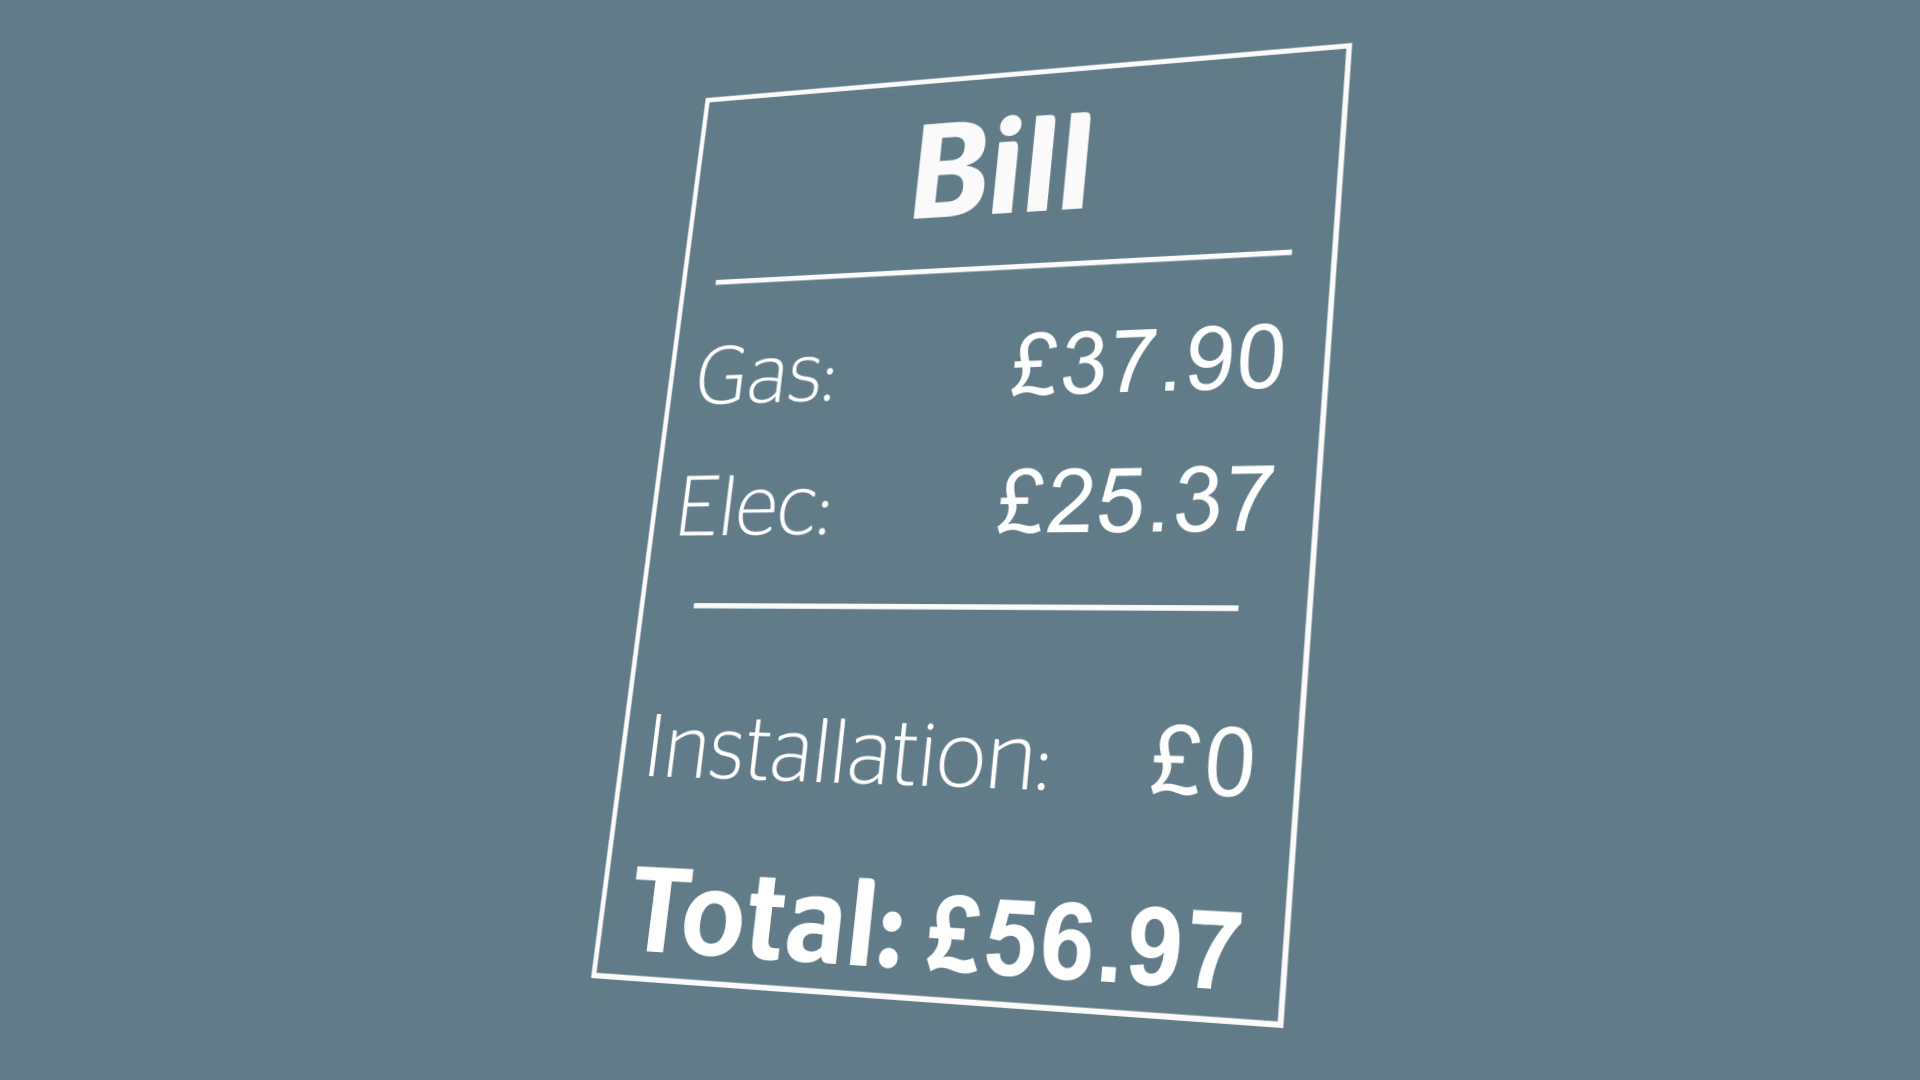 Bill
Gas: £37.90
Elec: £25.37
Installation: £0
Total: £56.97